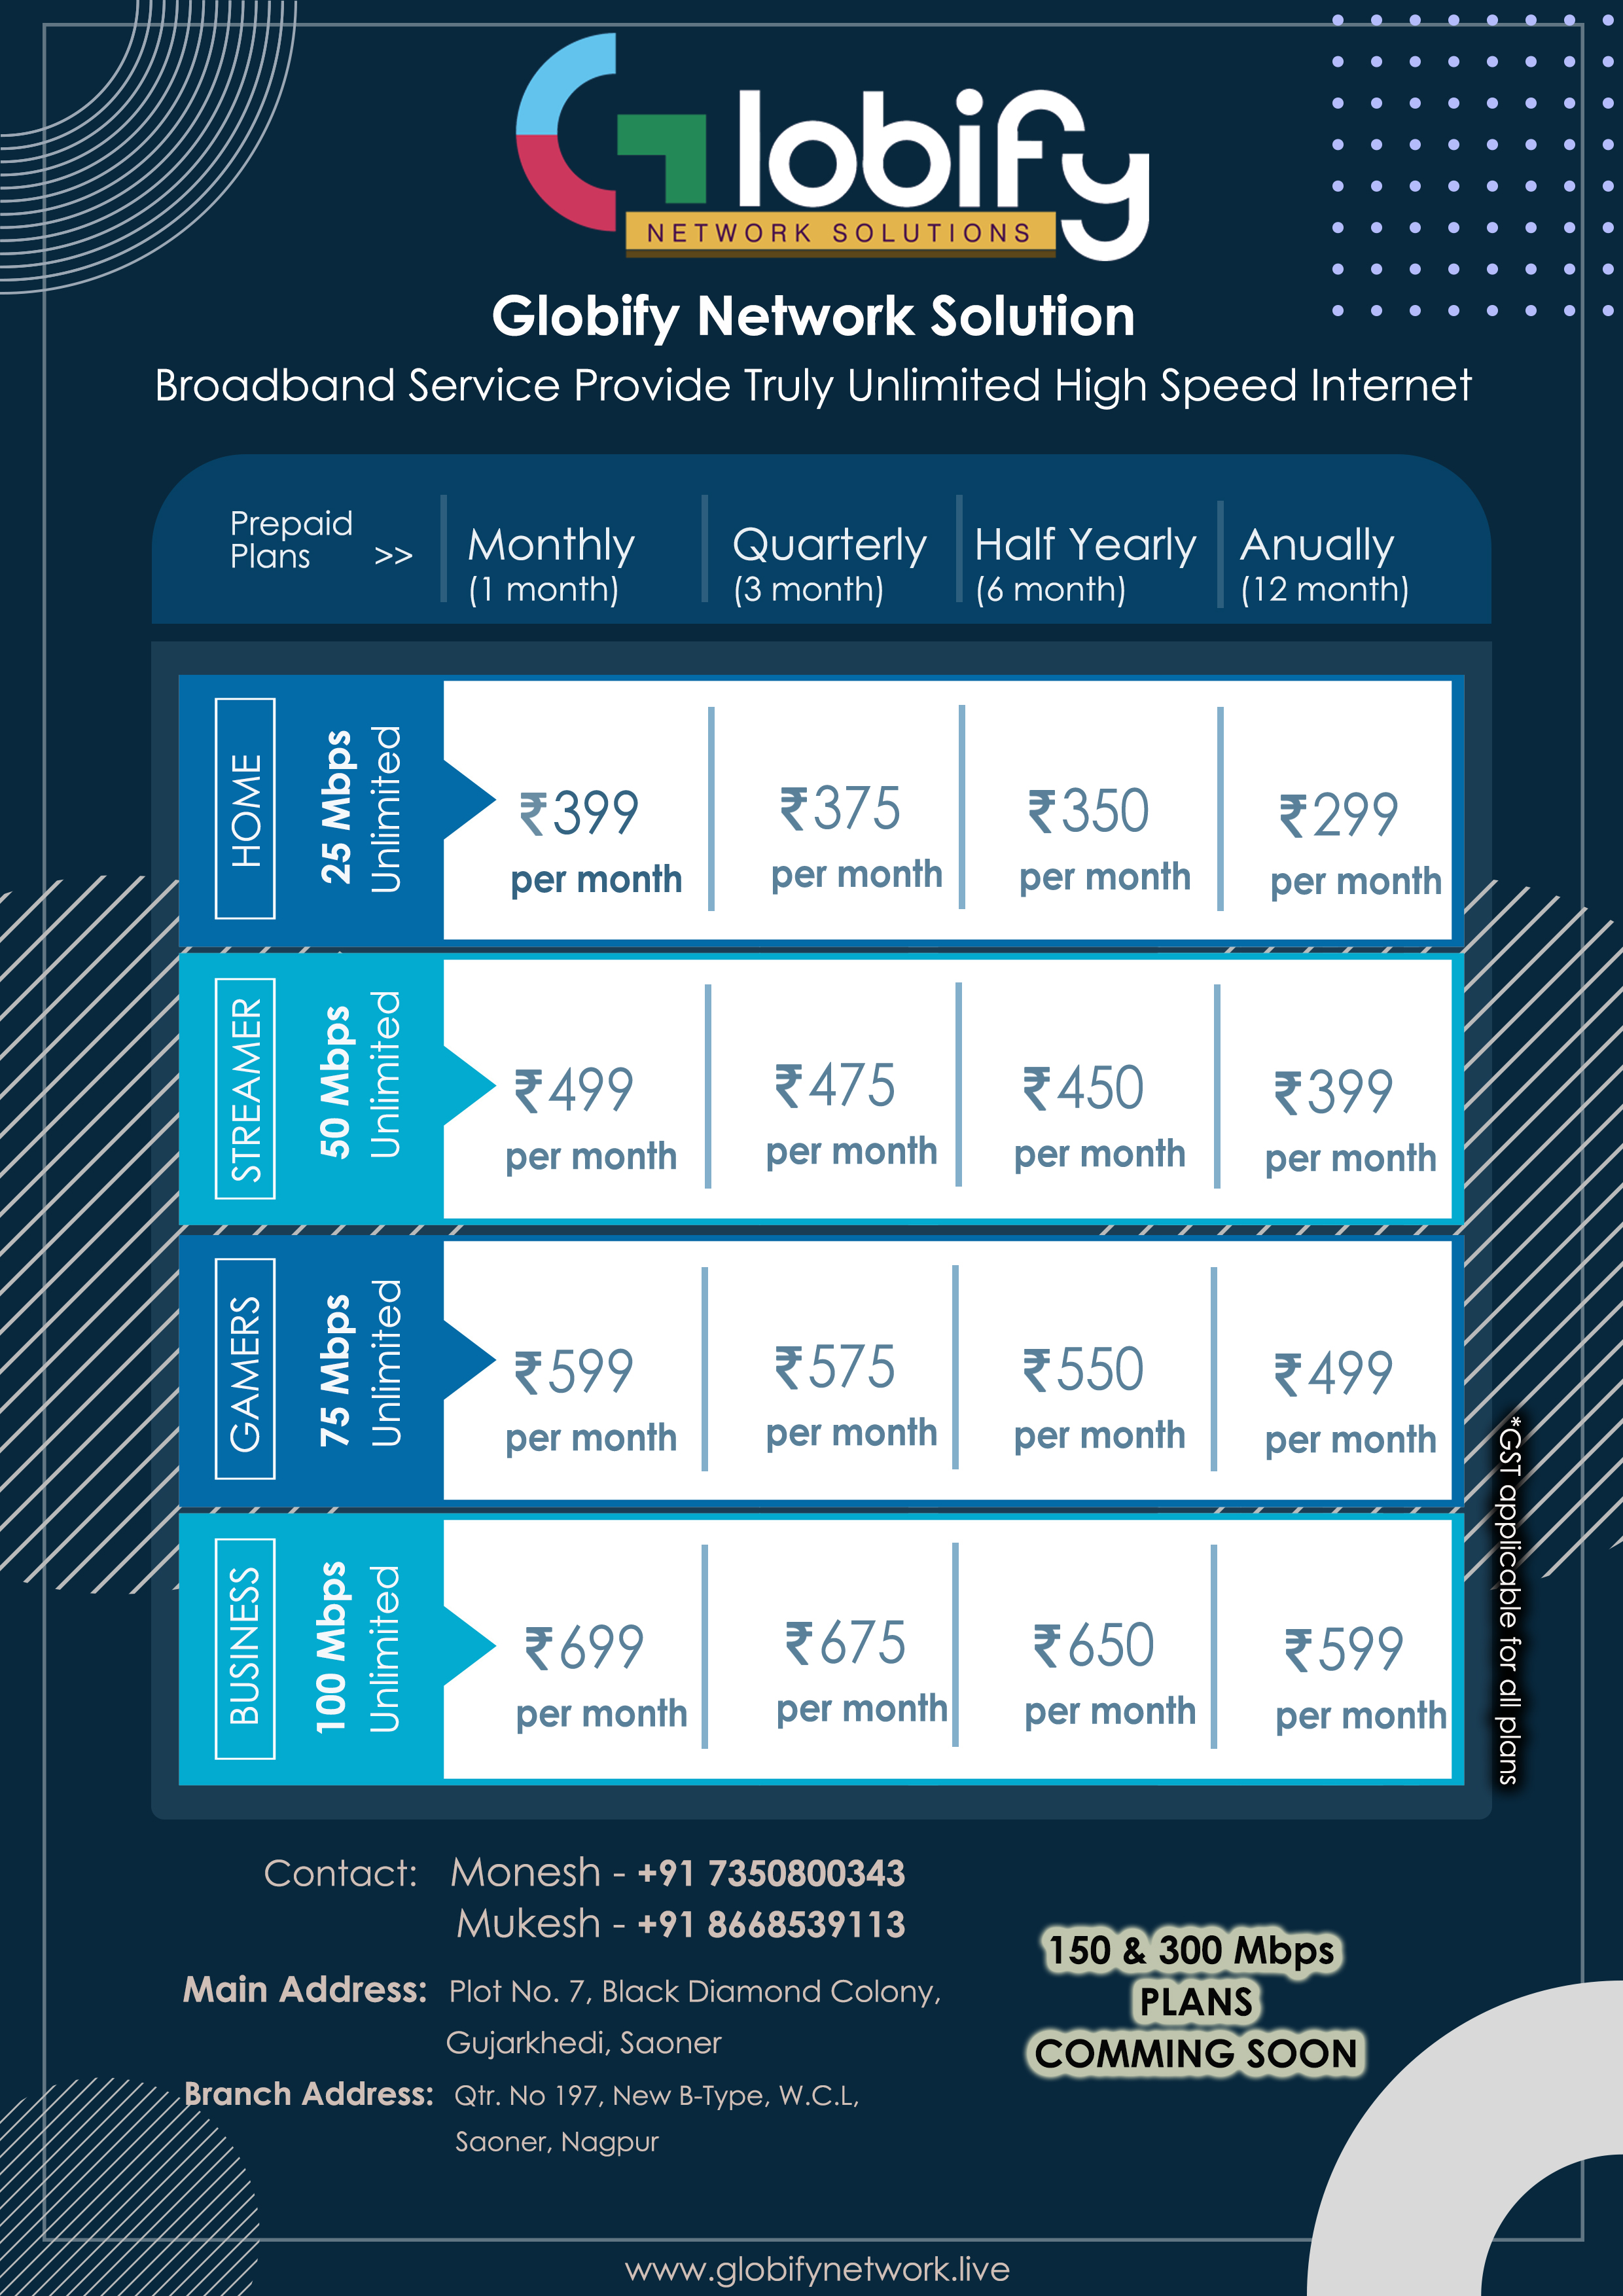 Globify
NETWORK SOLUTIONS
Globify Network Solution
Broadband Service Provide Truly Unlimited High Speed Internet
Prepaid
Plans >>
Monthly
(1 month)
Quarterly
(3 month)
Half Yearly
(6 month)
Anually
(12 month)
HOME
25 Mbps
Unlimited
₹399
per month
₹375
per month
₹350
per month
₹299
per month
STREAMER
50 Mbps
Unlimited
₹499
per month
₹475
per month
₹450
per month
₹399
per month
GAMERS
75 Mbps
Unlimited
₹599
per month
₹575
per month
₹550
per month
₹499
per month
BUSINESS
100 Mbps
Unlimited
₹699
per month
₹675
per month
₹650
per month
₹599
per month
*GST applicable for all plans
Contact: Monesh - +91 7350800343
Mukesh - +91 8668539113
Main Address: Plot No. 7, Black Diamond Colony,
Gujarkhedi, Saoner
Branch Address: Qtr. No 197, New B-Type, W.C.L,
Saoner, Nagpur
150 & 300 Mbps
PLANS
COMMING SOON
www.globifynetwork.live